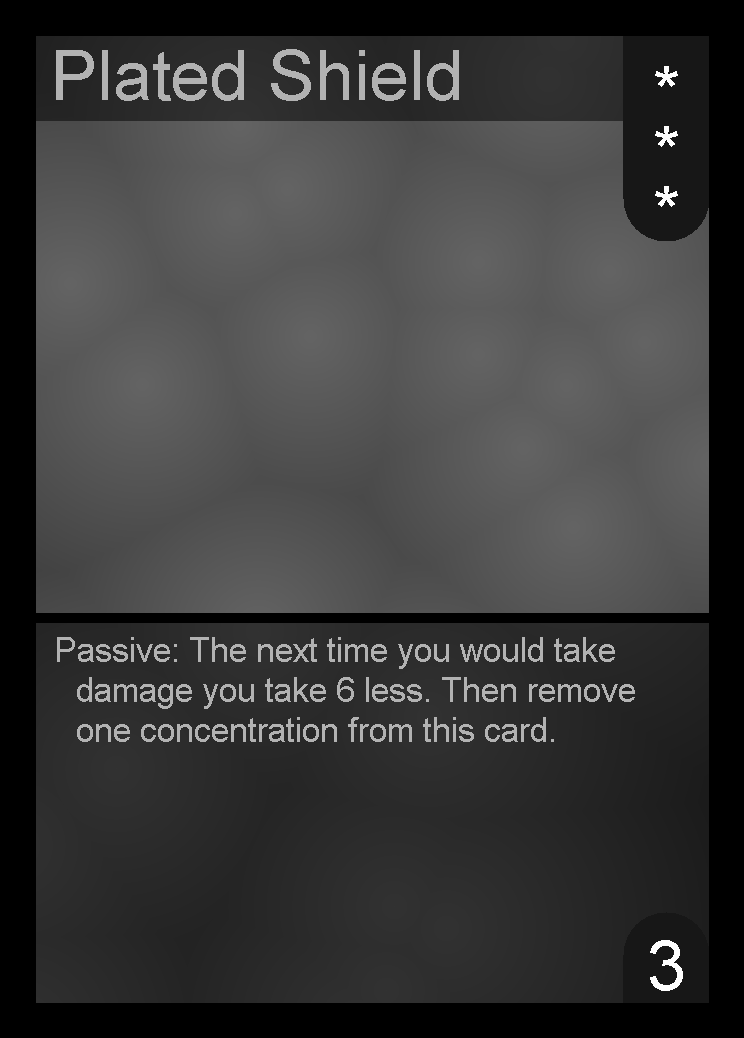 Plated Shield
*
*
*
Passive: The next time you would take
damage you take 6 less. Then remove
one concentration from this card.
3